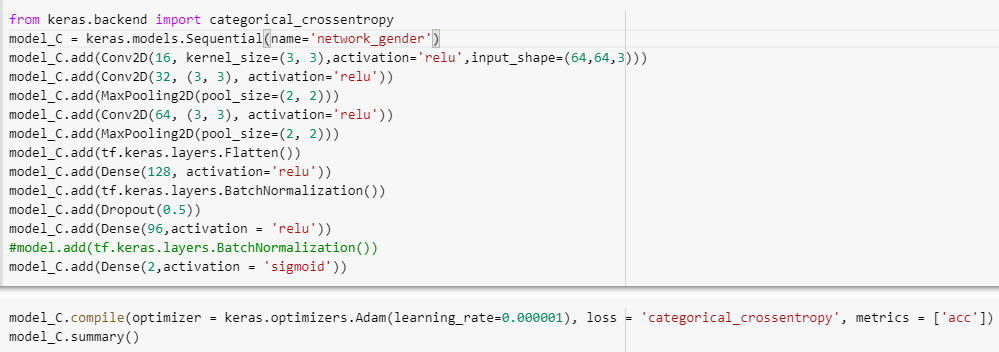 from keras.backend import categorical_crossentropy
model_C = keras.models.Sequential(name='network_gender')
model_C.add(Conv2D(16, kernel_size=(3, 3),activation='relu',input_shape=(64,64,3)))
model_C.add(Conv2D(32, (3, 3), activation='relu'))
model_C.add(MaxPooling2D(pool_size=(2, 2)))
model_C.add(Conv2D(64, (3, 3), activation='relu'))
model_C.add(MaxPooling2D(pool_size=(2, 2)))
model_C.add(tf.keras.layers.Flatten())
model_C.add(Dense(128, activation='relu'))
model_C.add(tf.keras.layers.BatchNormalization())
model_C.add(Dropout(0.5))
model_C.add(Dense(96,activation = 'relu'))
#model.add(tf.keras.layers.BatchNormalization())
model_C.add(Dense(2,activation = 'sigmoid'))
model_C.compile(optimizer = keras.optimizers.Adam(learning_rate=0.000001), loss = 'categorical_crossentropy', metrics = ['acc'])
model_C.summary()